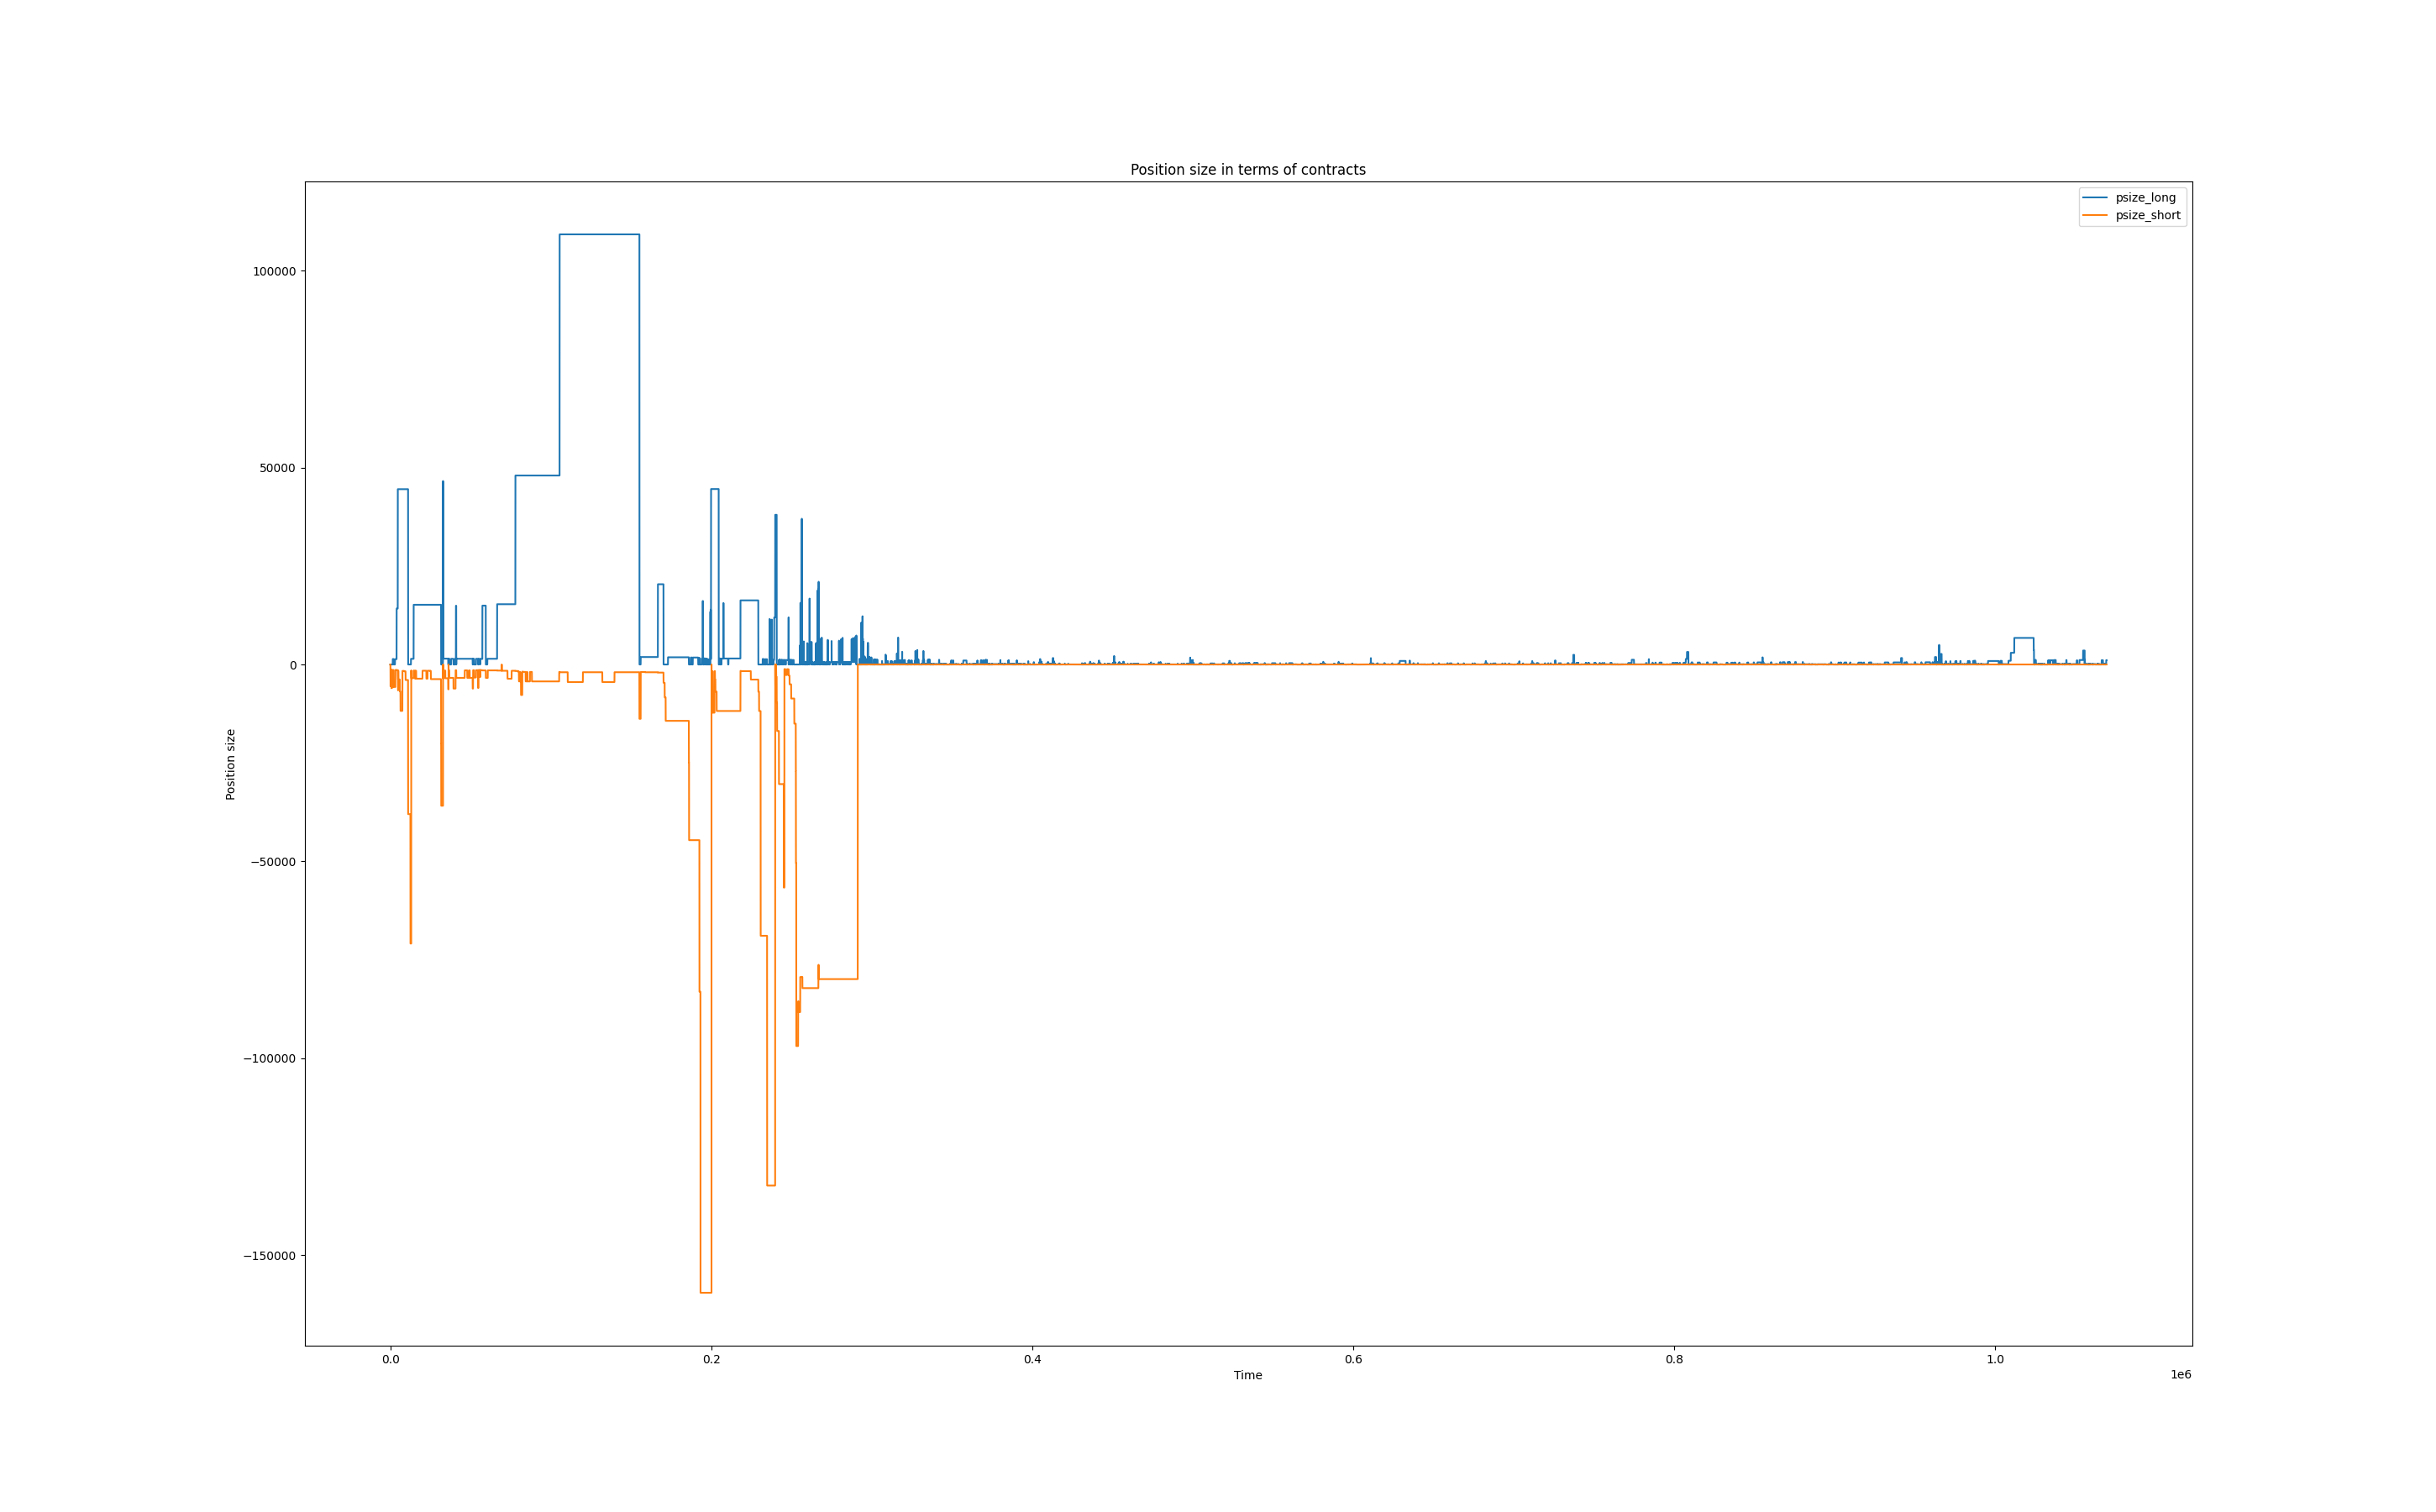 Position size in terms of contracts
psize_long
psize_short
100000
50000
0
−50000
−100000
−150000
Position size
0.0
0.2
0.4
0.6
0.8
1.0
Time
1e6